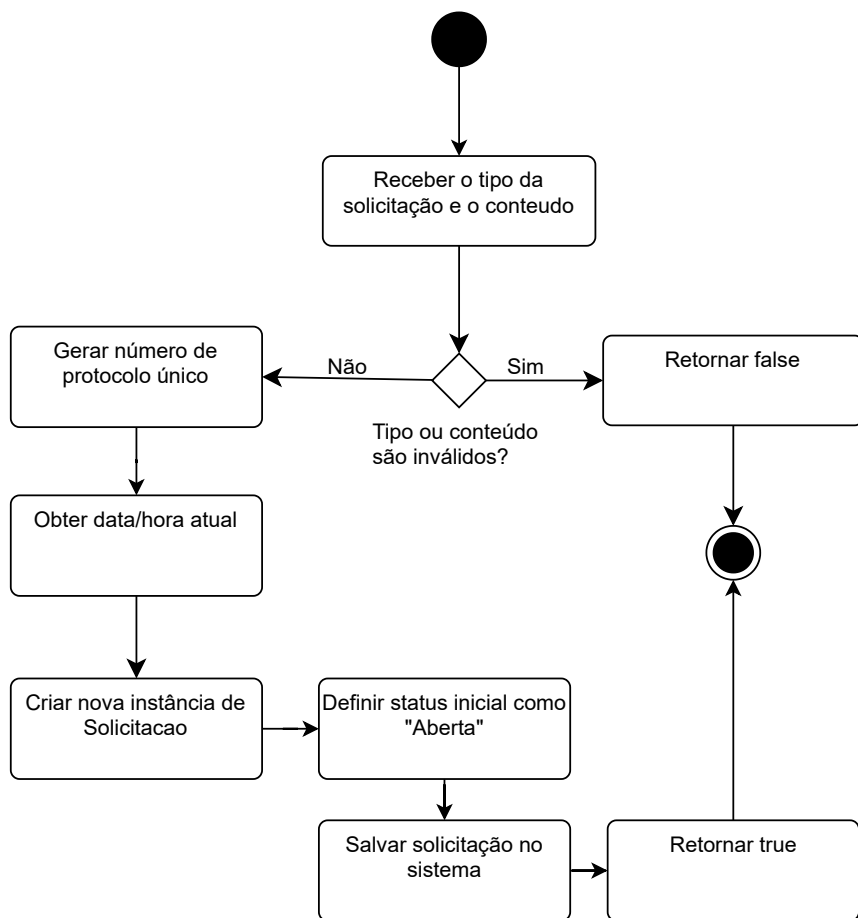 Receber o tipo da
solicitação e o conteudo
Gerar número de
protocolo único
Não
Sim
Retornar false
Tipo ou conteúdo
são inválidos?
Obter data/hora atual
Criar nova instância de
Solicitacao
Definir status inicial como
"Aberta"
Salvar solicitação no
sistema
Retornar true